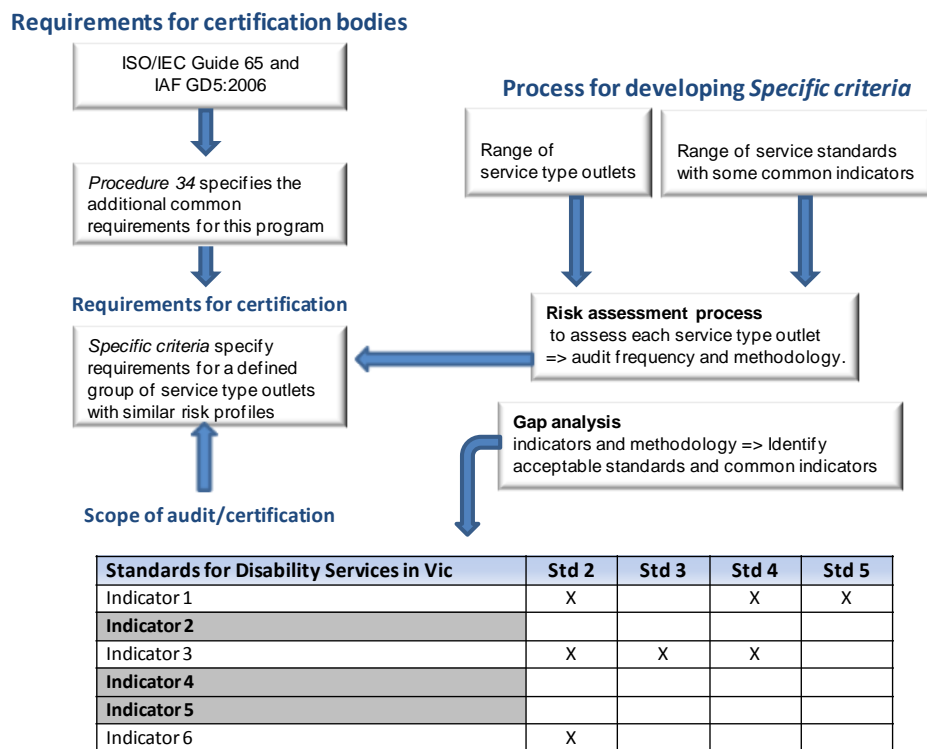 Requirements for certification bodies
ISO/IEC Guide 65 and
IAF GD5:2006
Procedure 34 specifies the
additional common
requirements for this program
Requirements for certification
Specific criteria specify
requirements for a defined
group of service type outlets
with similar risk profiles
Scope of audit/certification
Process for developing Specific criteria
Range of
service type outlets
Range of service standards
with some common indicators
Risk assessment process
to assess each service type outlet
=> audit frequency and methodology.
Gap analysis
indicators and methodology => Identify
acceptable standards and common indicators
Standards for Disability Services in Vic Std 2 Std 3 Std 4 Std 5
Indicator 1 X X X
Indicator 2
Indicator 3 X X X
Indicator 4
Indicator 5
Indicator 6 X